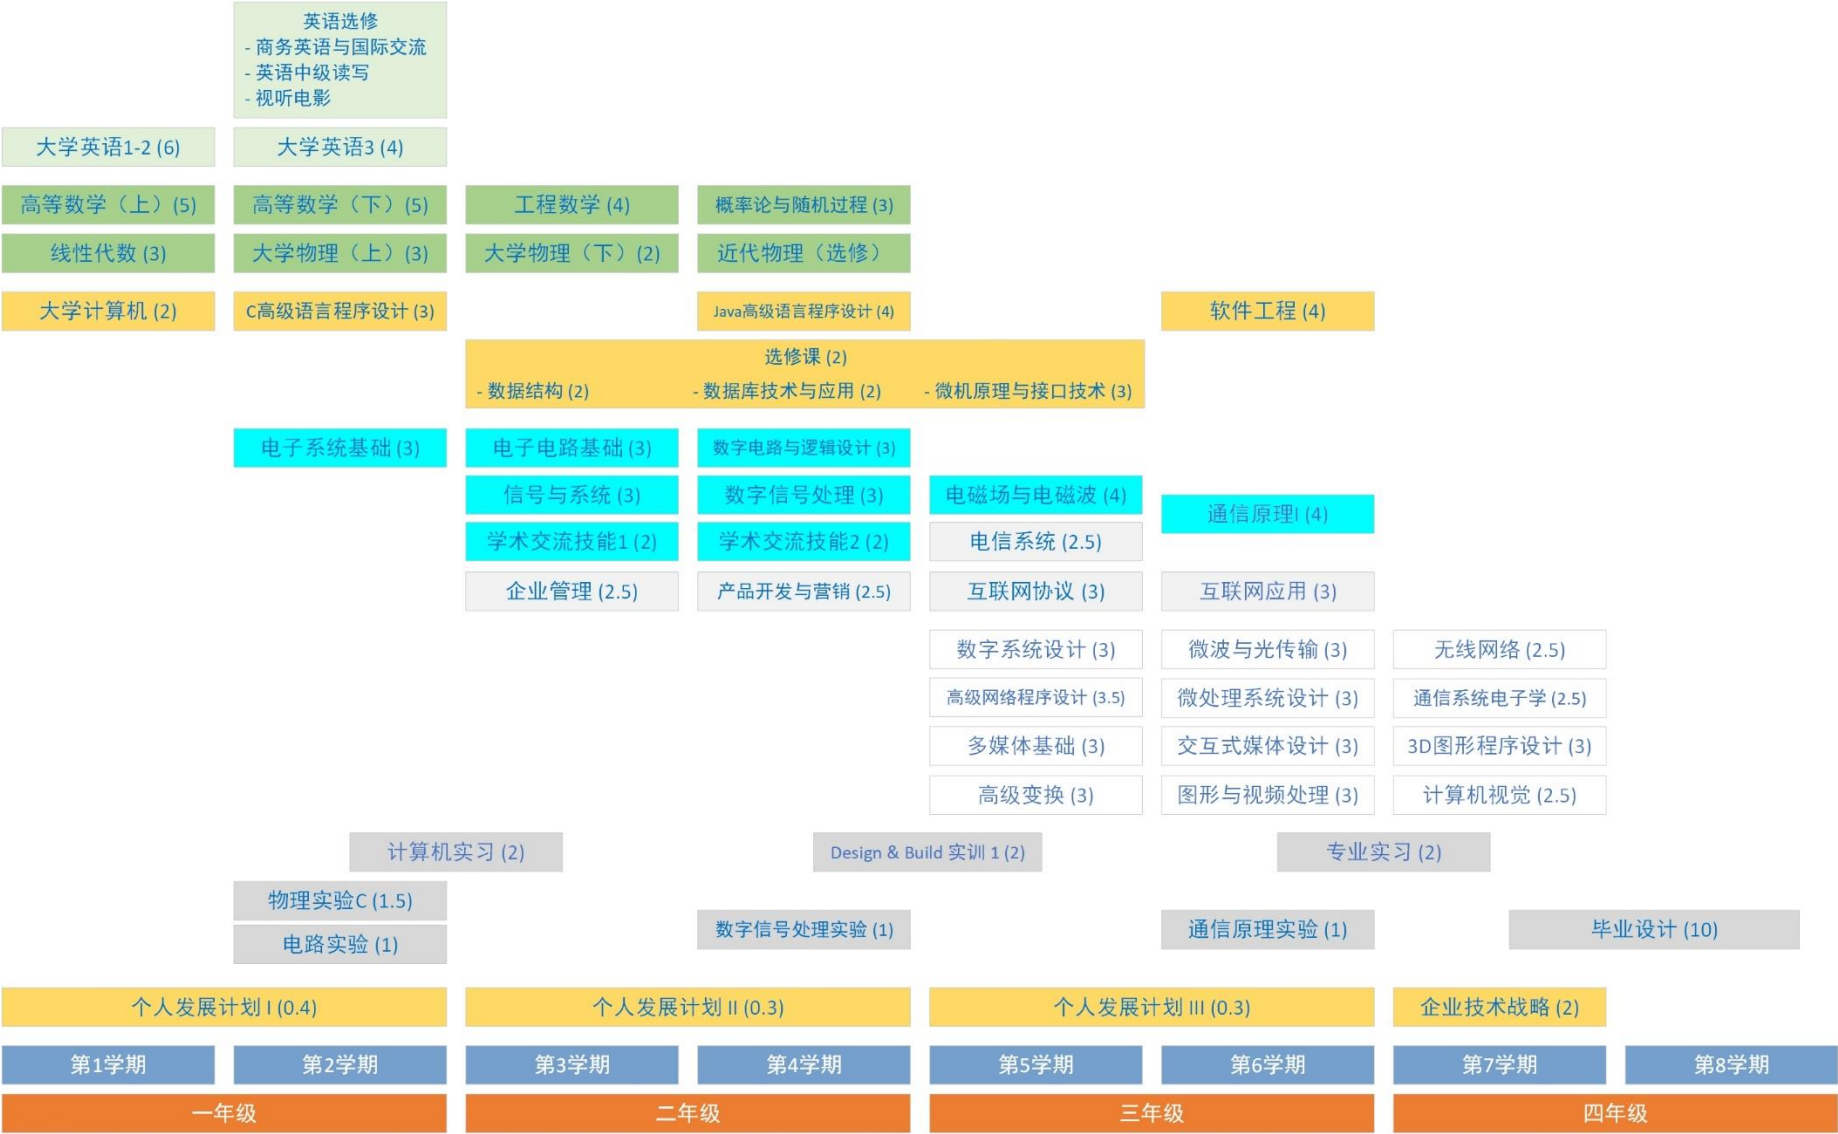 英语选修
- 商务英语与国际交流
- 英语中级读写
- 视听电影
大学英语1-2 (6)
大学英语3 (4)
高等数学（上）(5)
高等数学（下）(5)
工程数学 (4)
概率论与随机过程 (3)
线性代数 (3)
大学物理（上）(3)
大学物理（下）(2)
近代物理（选修）
大学计算机 (2)
C高级语言程序设计 (3)
Java高级语言程序设计 (4)
软件工程 (4)
选修课 (2)
- 数据结构 (2)
- 数据库技术与应用 (2)
- 微机原理与接口技术 (3)
电子系统基础 (3)
电子电路基础 (3)
数字电路与逻辑设计 (3)
信号与系统 (3)
数字信号处理 (3)
电磁场与电磁波 (4)
通信原理I (4)
学术交流技能1 (2)
学术交流技能2 (2)
电信系统 (2.5)
企业管理 (2.5)
产品开发与营销 (2.5)
互联网协议 (3)
互联网应用 (3)
数字系统设计 (3)
微波与光传输 (3)
无线网络 (2.5)
高级网络程序设计 (3.5)
微处理系统设计 (3)
通信系统电子学 (2.5)
多媒体基础 (3)
交互式媒体设计 (3)
3D图形程序设计 (3)
高级变换 (3)
图形与视频处理 (3)
计算机视觉 (2.5)
计算机实习 (2)
Design & Build 实训 1 (2)
专业实习 (2)
物理实验C (1.5)
电路实验 (1)
数字信号处理实验 (1)
通信原理实验 (1)
毕业设计 (10)
个人发展计划 I (0.4)
个人发展计划 II (0.3)
个人发展计划 III (0.3)
企业技术战略 (2)
第1学期
第2学期
第3学期
第4学期
第5学期
第6学期
第7学期
第8学期
一年级
二年级
三年级
四年级